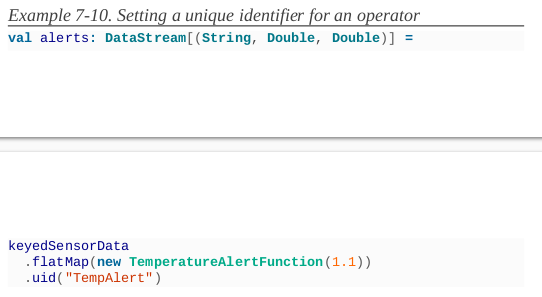 Example 7-10. Setting a unique identifier for an operator
val alerts: DataStream[(String, Double, Double)] =
keyedSensorData
  .flatMap(new TemperatureAlertFunction(1.1))
  .uid("TempAlert")